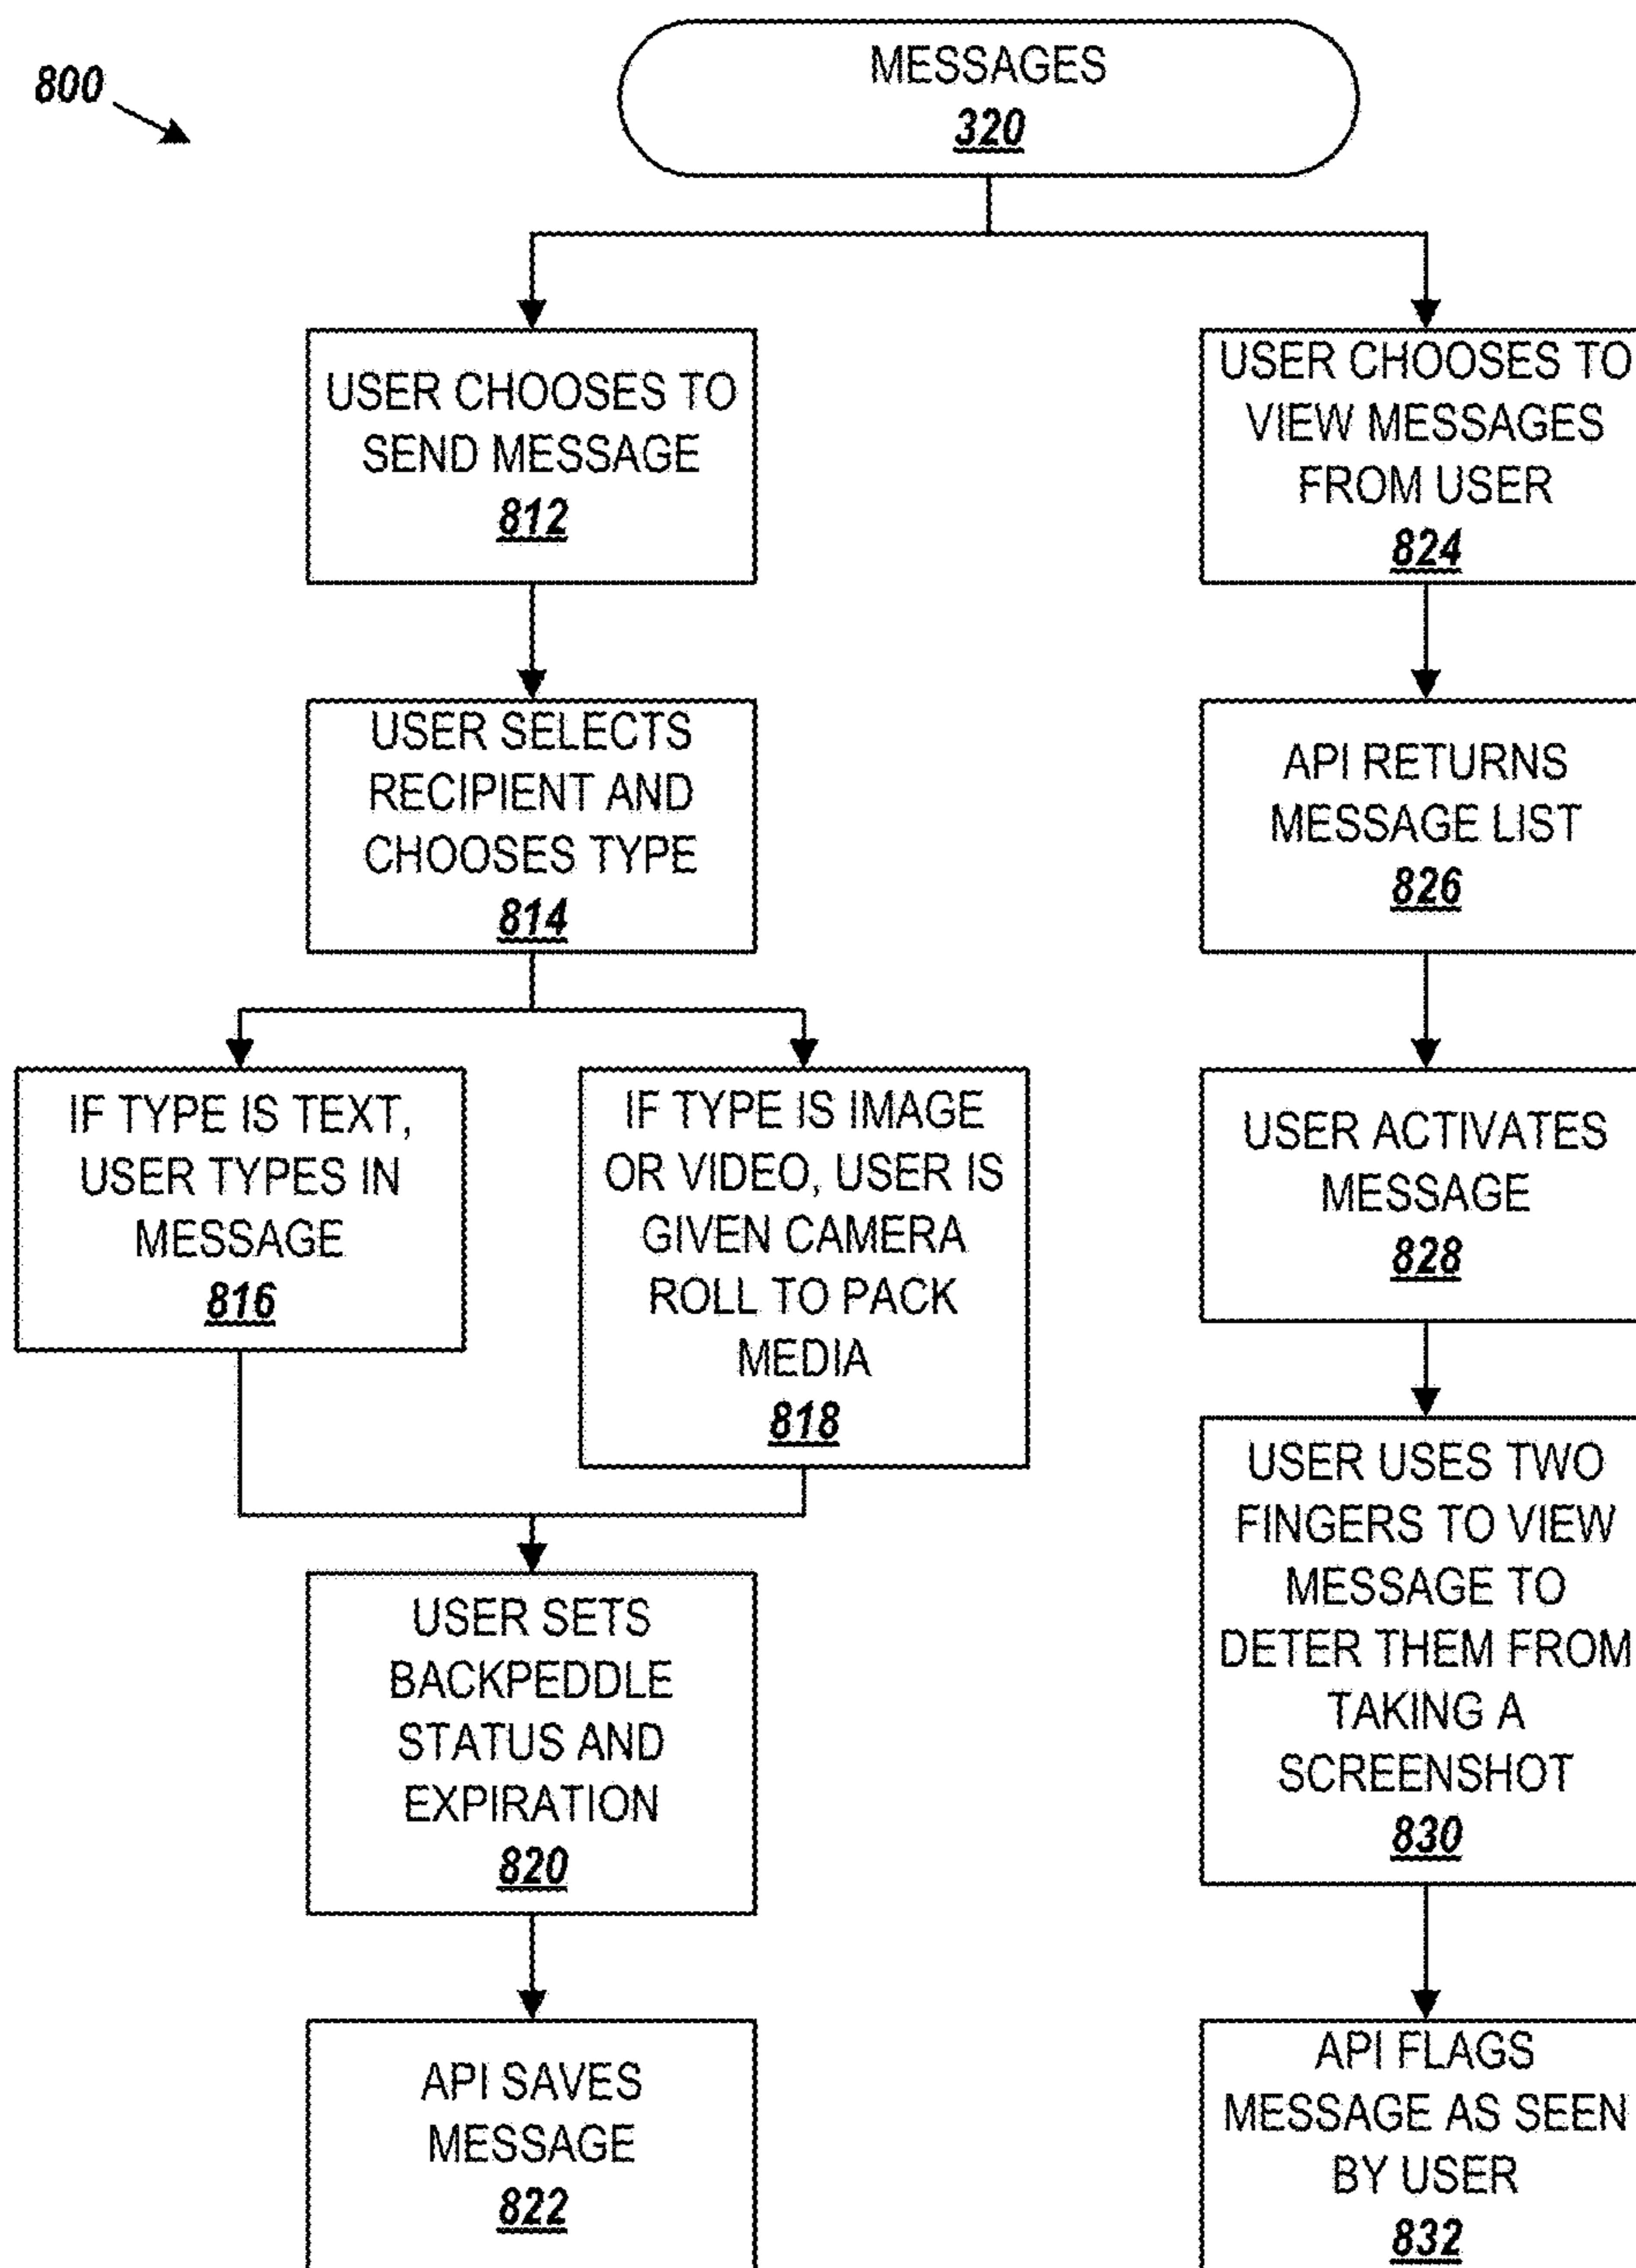 800
MESSAGES
320
USER CHOOSES TO
SEND MESSAGE
812
USER SELECTS
RECIPIENT AND
CHOOSES TYPE
814
IF TYPE IS TEXT,
USER TYPES IN
MESSAGE
816
IF TYPE IS IMAGE
OR VIDEO, USER IS
GIVEN CAMERA
ROLL TO PACK
MEDIA
818
USER SETS
BACKPEDDLE
STATUS AND
EXPIRATION
820
API SAVES
MESSAGE
822
USER CHOOSES TO
VIEW MESSAGES
FROM USER
824
API RETURNS
MESSAGE LIST
826
USER ACTIVATES
MESSAGE
828
USER USES TWO
FINGERS TO VIEW
MESSAGE TO
DETER THEM FROM
TAKING A
SCREENSHOT
830
API FLAGS
MESSAGE AS SEEN
BY USER
832